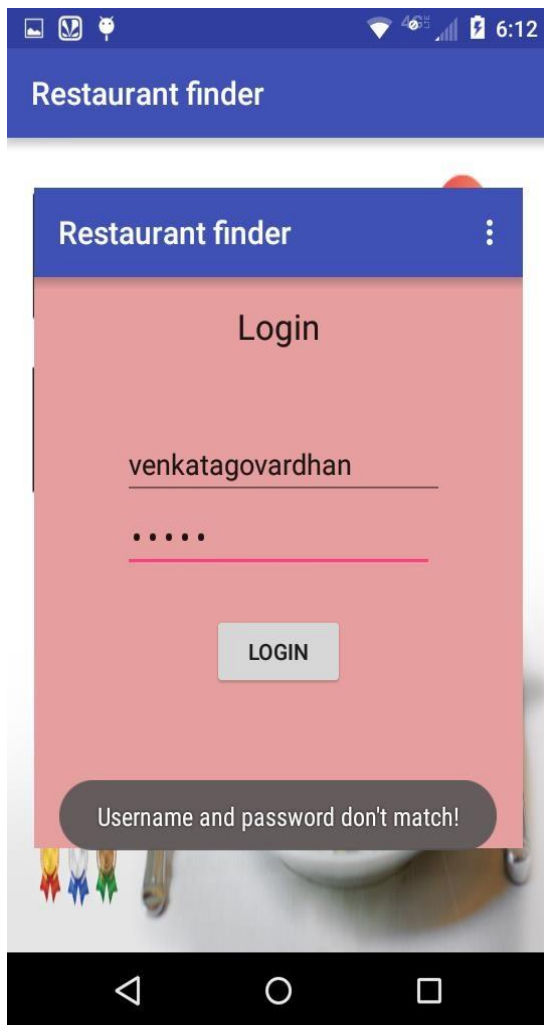 6:12
Restaurant finder
Restaurant finder
Login
venkatagovardhan
•••••
LOGIN
Username and password don't match!